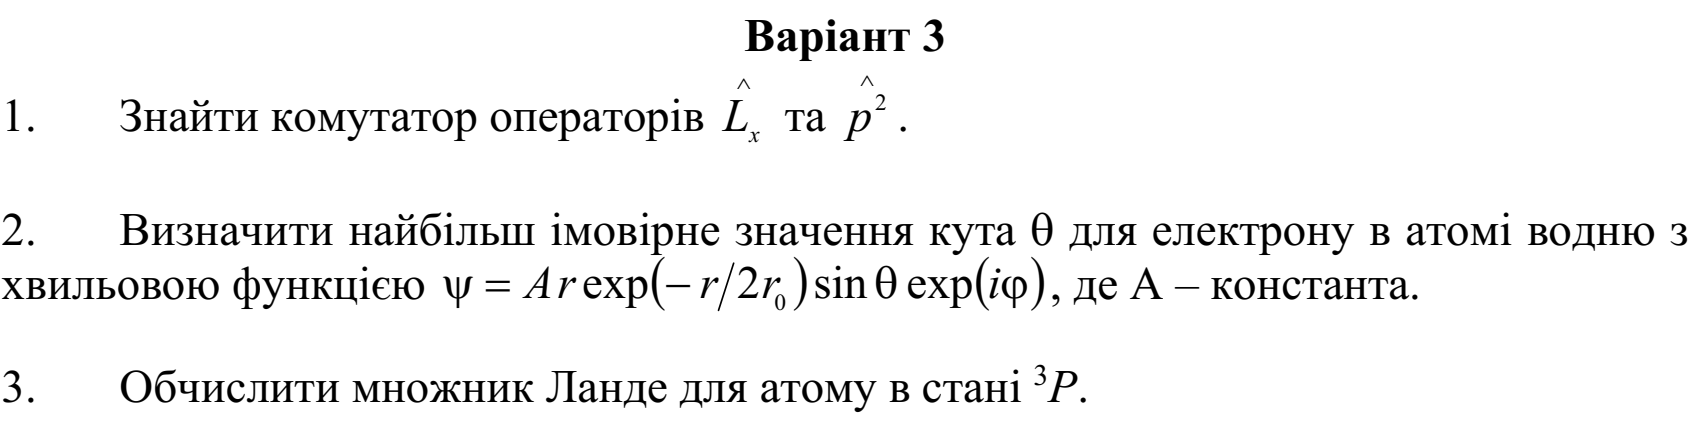 Варіант 3
1. Знайти комутатор операторів $\hat{L}_x$ та $\hat{p}^2$.
2. Визначити найбільш імовірне значення кута θ для електрону в атомі водню з
хвильовою функцією $\psi = A r \exp(-r/2r_0) \sin\theta \exp(i\varphi)$, де А – константа.
3. Обчислити множник Ланде для атому в стані $^3P$.